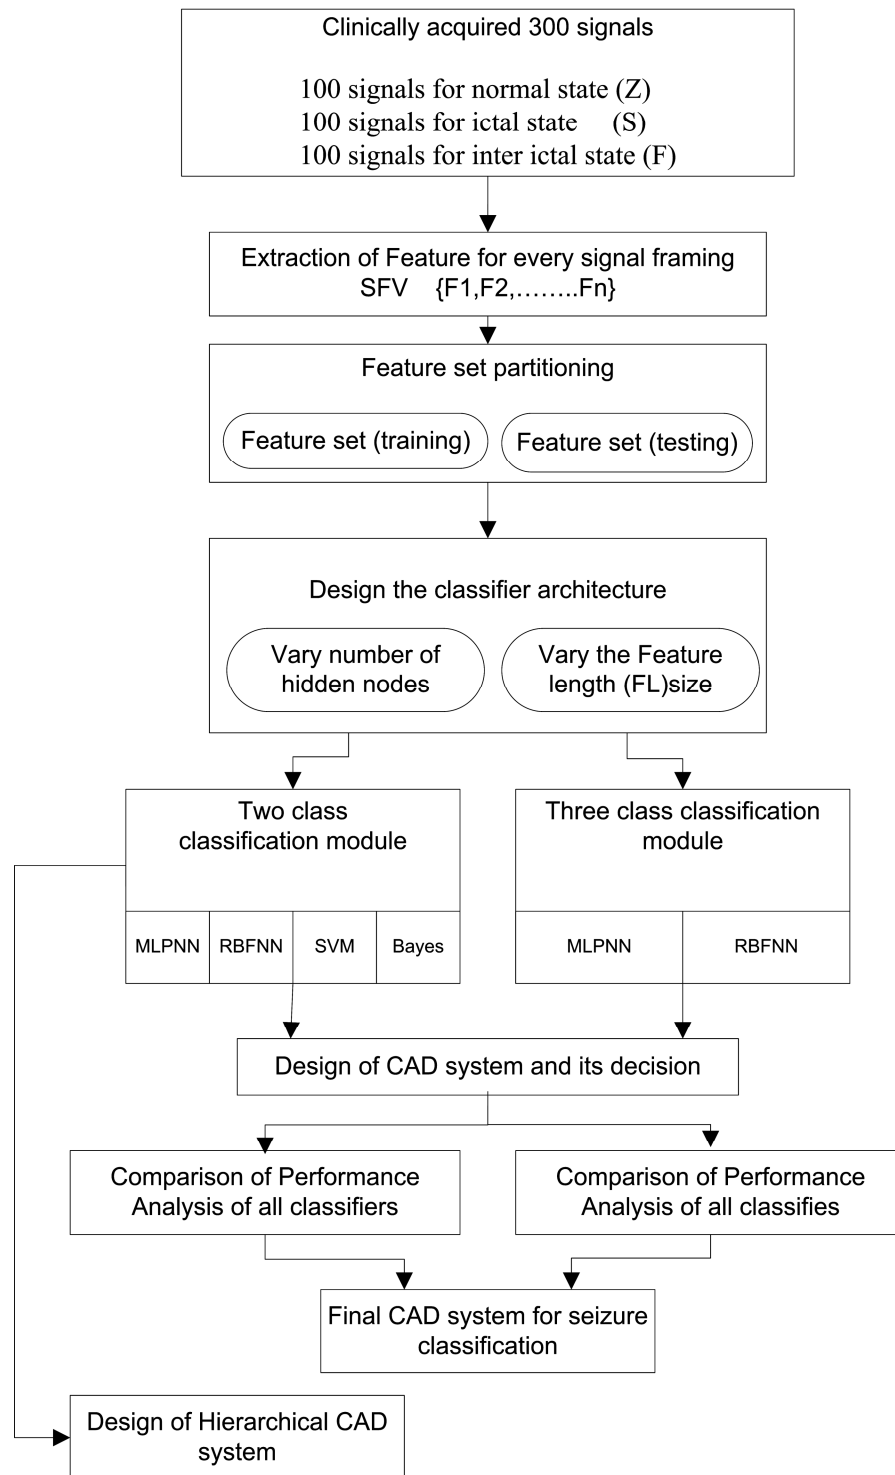 Clinically acquired 300 signals
100 signals for normal state (Z)
100 signals for ictal state (S)
100 signals for inter ictal state (F)
Extraction of Feature for every signal framing
SFV {F1,F2,……..Fn}
Feature set partitioning
Feature set (training)
Feature set (testing)
Design the classifier architecture
Vary number of
hidden nodes
Vary the Feature
length (FL)size
Two class
classification module
Three class classification
module
MLPNN
RBFNN
SVM
Bayes
MLPNN
RBFNN
Design of CAD system and its decision
Comparison of Performance
Analysis of all classifiers
Comparison of Performance
Analysis of all classifies
Final CAD system for seizure
classification
Design of Hierarchical CAD
system